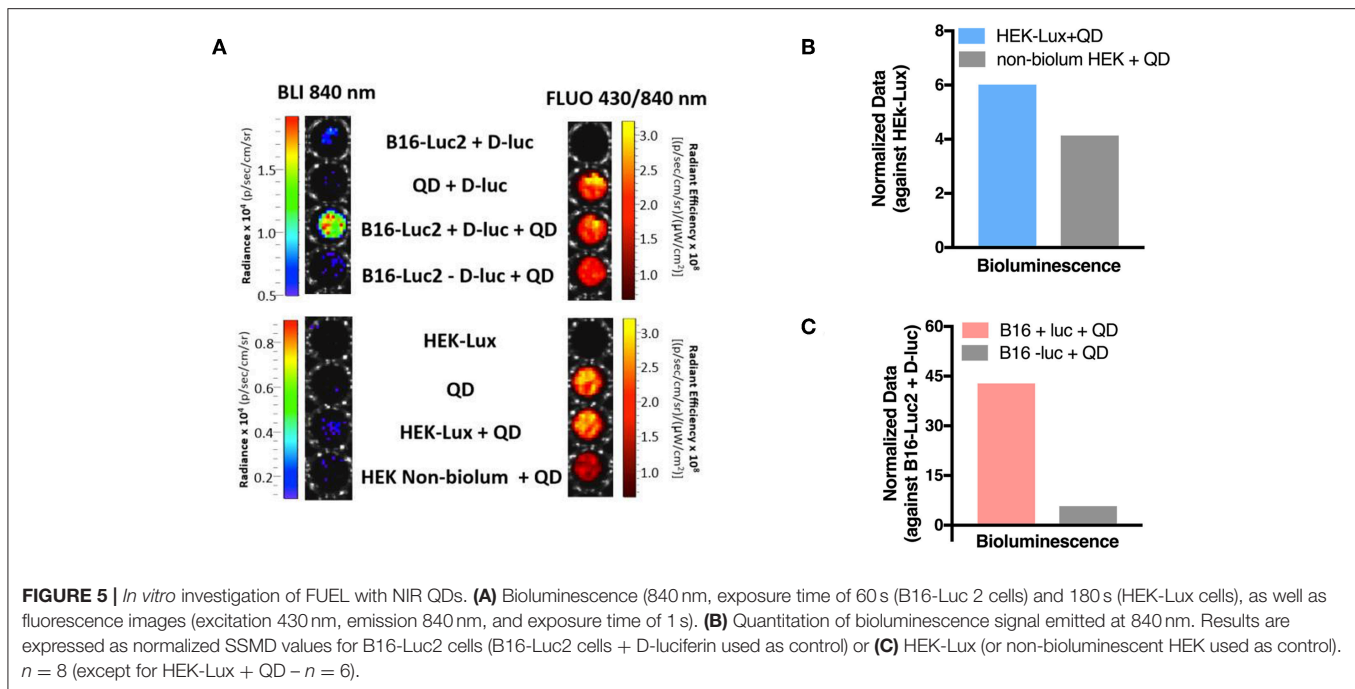 A
BLI 840 nm
FLUO 430/840 nm
Radiance x 10⁴ (p/sec/cm/sr)
1.5
1.0
0.5
B16-Luc2 + D-luc
QD + D-luc
B16-Luc2 + D-luc + QD
B16-Luc2 - D-luc + QD
3.0
2.5
2.0
1.5
1.0
Radiant Efficiency x 10⁸
[(p/sec/cm/sr)/(µW/cm²)]
Radiance x 10⁴ (p/sec/cm/sr)
0.8
0.6
0.4
0.2
HEK-Lux
QD
HEK-Lux + QD
HEK Non-biolum + QD
3.0
2.5
2.0
1.5
1.0
Radiant Efficiency x 10⁸
[(p/sec/cm/sr)/(µW/cm²)]
B
Normalized Data
(against HEk-Lux)
8
6
4
2
0
HEK-Lux+QD
non-biolum HEK + QD
Bioluminescence
C
Normalized Data
(against B16-Luc2 + D-luc)
60
45
30
15
0
B16 + luc + QD
B16 -luc + QD
Bioluminescence
FIGURE 5 | In vitro investigation of FUEL with NIR QDs. (A) Bioluminescence (840 nm, exposure time of 60 s (B16-Luc 2 cells) and 180 s (HEK-Lux cells), as well as
fluorescence images (excitation 430 nm, emission 840 nm, and exposure time of 1 s). (B) Quantitation of bioluminescence signal emitted at 840 nm. Results are
expressed as normalized SSMD values for B16-Luc2 cells (B16-Luc2 cells + D-luciferin used as control) or (C) HEK-Lux (or non-bioluminescent HEK used as control).
n = 8 (except for HEK-Lux + QD – n = 6).